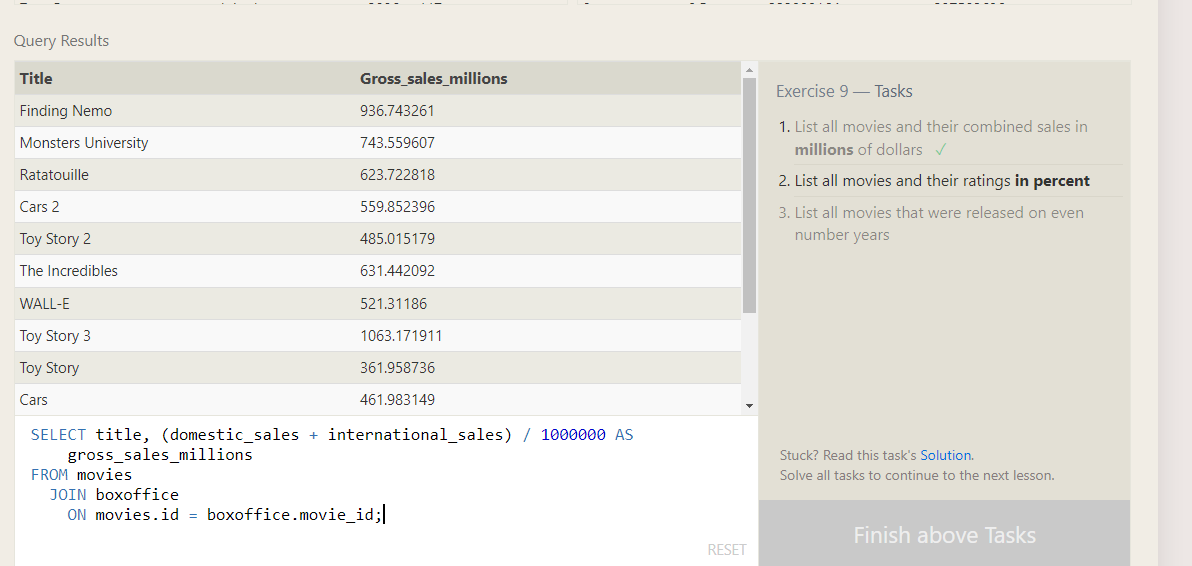 Query Results
Title Gross_sales_millions
Finding Nemo 936.743261
Monsters University 743.559607
Ratatouille 623.722818
Cars 2 559.852396
Toy Story 2 485.015179
The Incredibles 631.442092
WALL-E 521.31186
Toy Story 3 1063.171911
Toy Story 361.958736
Cars 461.983149
SELECT title, (domestic_sales + international_sales) / 1000000 AS
gross_sales_millions
FROM movies
JOIN boxoffice
ON movies.id = boxoffice.movie_id;
RESET
Exercise 9 — Tasks
1. List all movies and their combined sales in
millions of dollars ✓
2. List all movies and their ratings in percent
3. List all movies that were released on even
number years
Stuck? Read this task's Solution.
Solve all tasks to continue to the next lesson.
Finish above Tasks